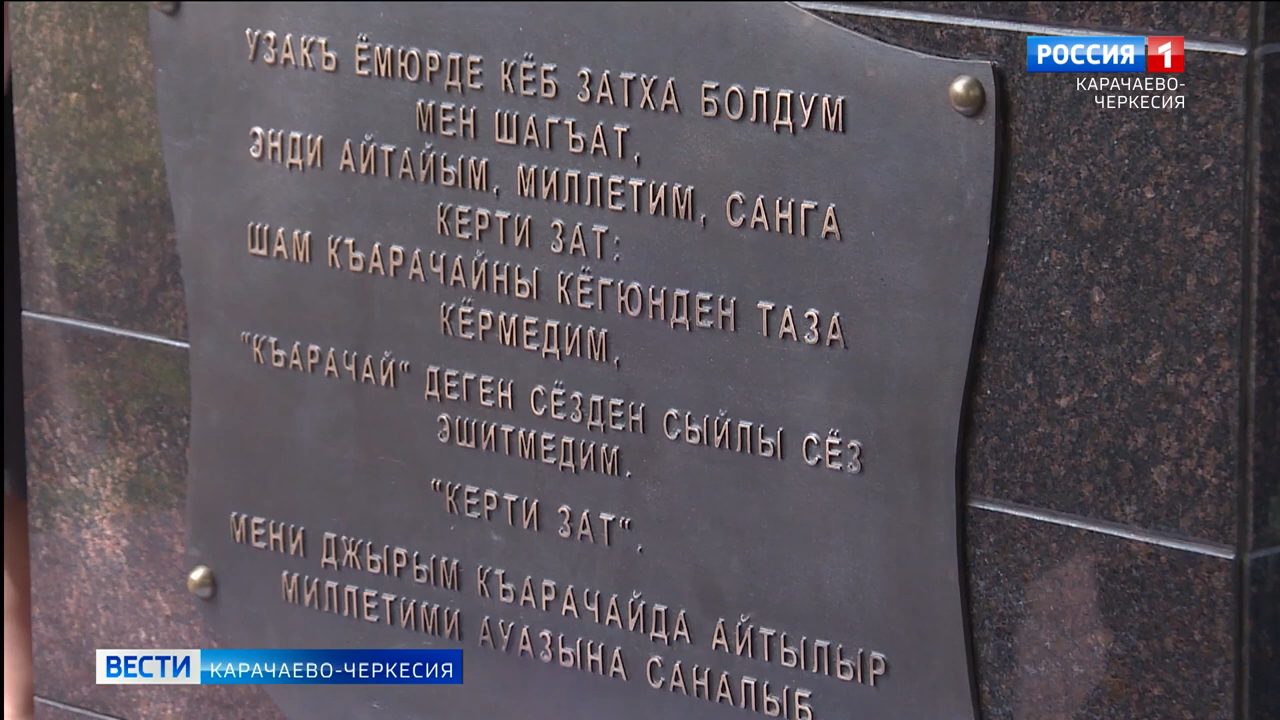 УЗАКЪ ЁМЮРДЕ КЁБ ЗАТХА БОЛДУМ
МЕН ШАГЪАТ,
ЭНДИ АЙТАЙЫМ, МИЛЛЕТИМ, САНГА
КЕРТИ ЗАТ:
ШАМ КЪАРАЧАЙНЫ КЁГЮНДЕН ТАЗА
КЁРМЕДИМ,
"КЪАРАЧАЙ" ДЕГЕН СЁЗДЕН СЫЙЛЫ СЁЗ
ЭШИТМЕДИМ.
"КЕРТИ ЗАТ".
МЕНИ ДЖЫРЫМ КЪАРАЧАЙДА АЙТЫЛЫР
МИЛЛЕТИМИ АУАЗЫНА САНАЛЫБ
РОССИЯ 1
КАРАЧАЕВО-
ЧЕРКЕСИЯ
ВЕСТИ КАРАЧАЕВО-ЧЕРКЕСИЯ